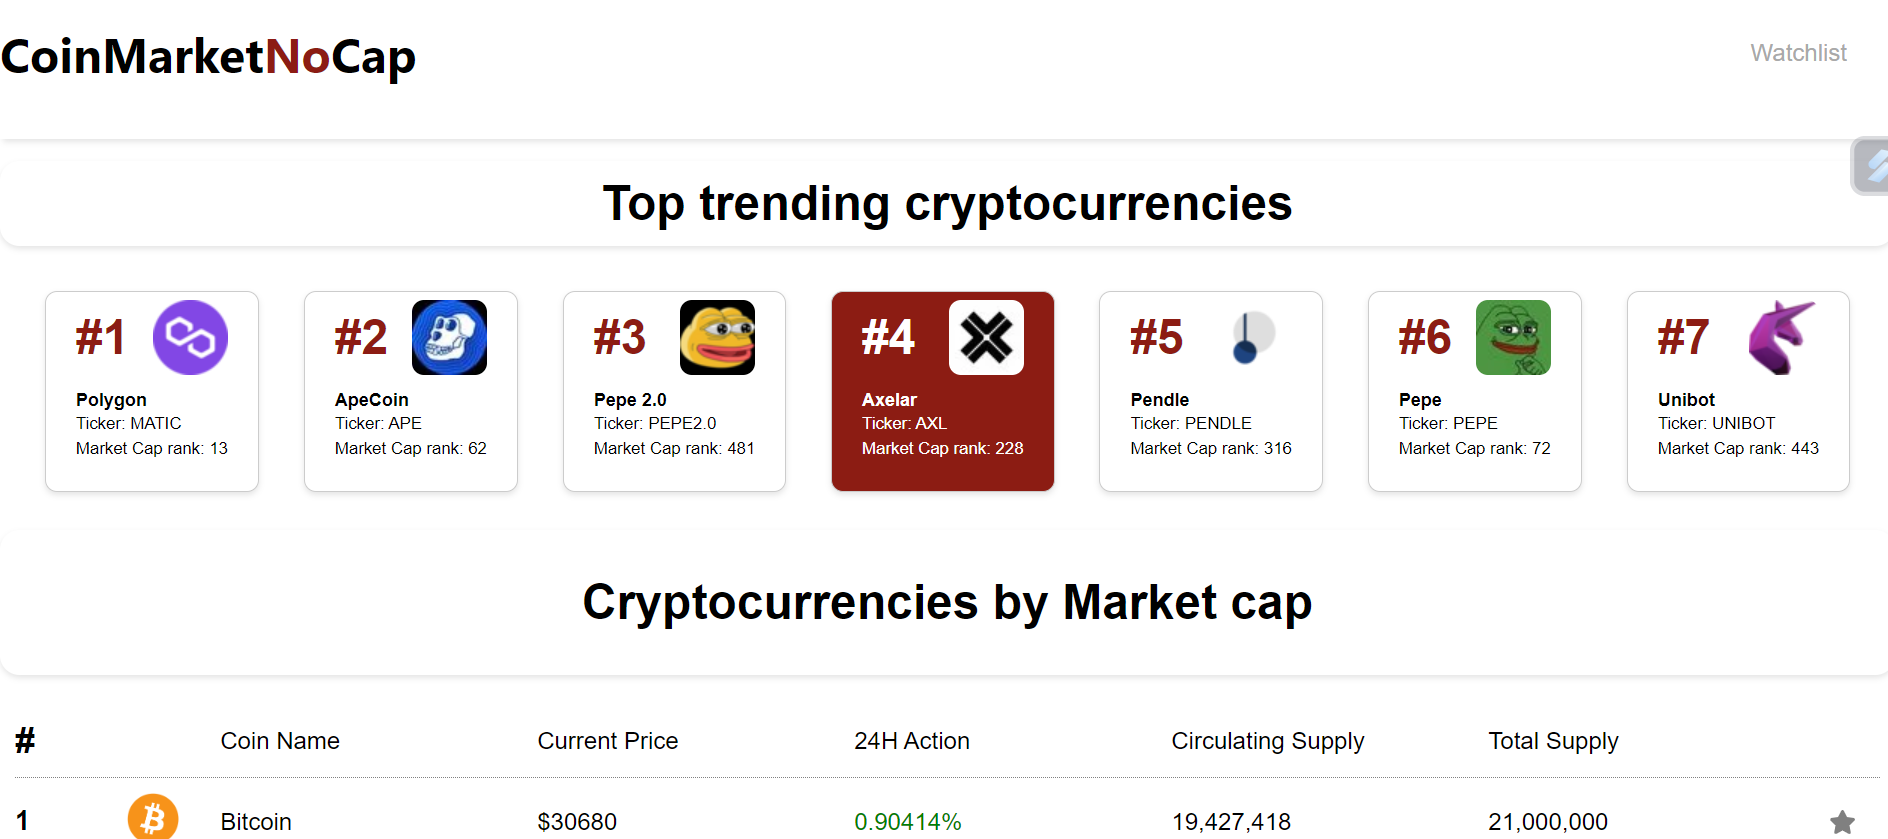 CoinMarketNoCap
Watchlist
Top trending cryptocurrencies
#1
Polygon
Ticker: MATIC
Market Cap rank: 13
#2
ApeCoin
Ticker: APE
Market Cap rank: 62
#3
Pepe 2.0
Ticker: PEPE2.0
Market Cap rank: 481
#4
Axelar
Ticker: AXL
Market Cap rank: 228
#5
Pendle
Ticker: PENDLE
Market Cap rank: 316
#6
Pepe
Ticker: PEPE
Market Cap rank: 72
#7
Unibot
Ticker: UNIBOT
Market Cap rank: 443
Cryptocurrencies by Market cap
# Coin Name Current Price 24H Action Circulating Supply Total Supply
1 Bitcoin $30680 0.90414% 19,427,418 21,000,000